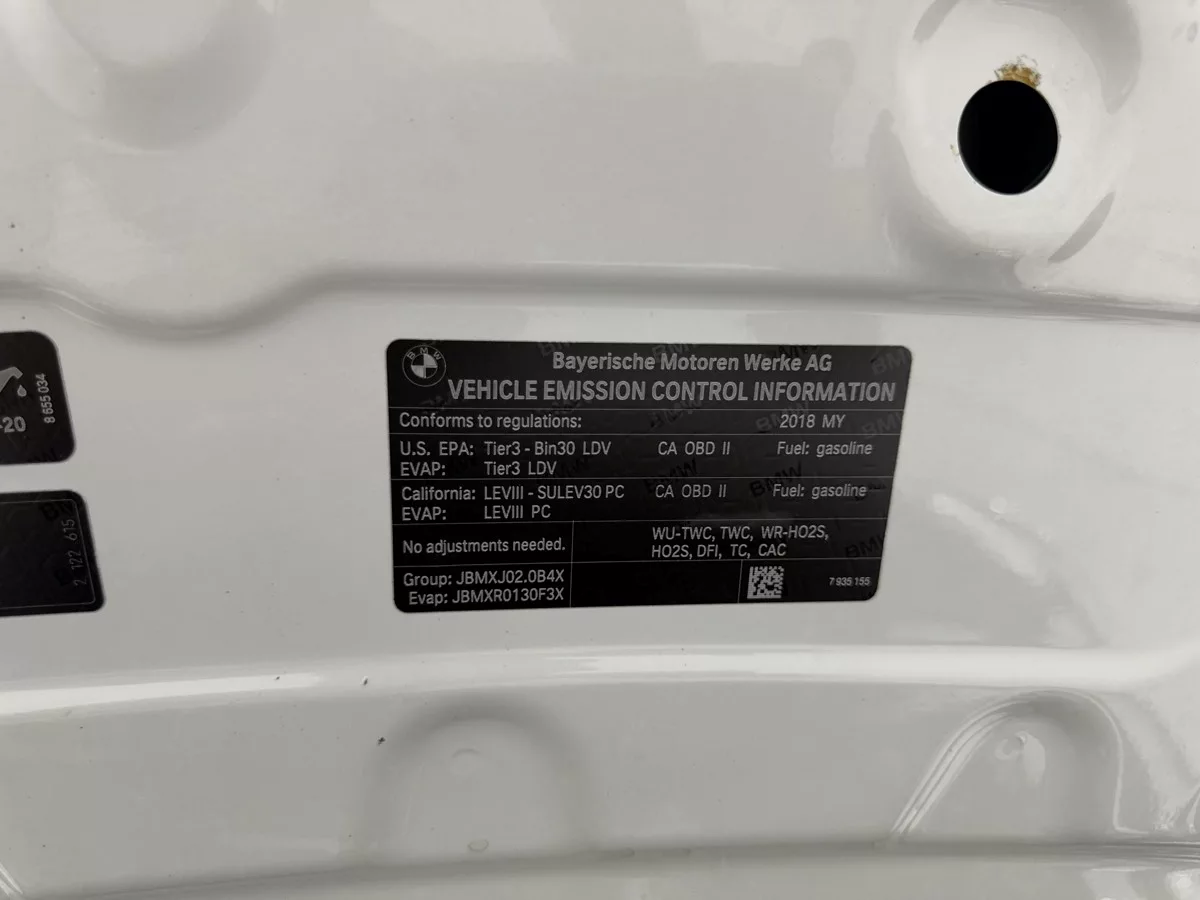 -20
8 655 034
2 122 615
BMW
Bayerische Motoren Werke AG
VEHICLE EMISSION CONTROL INFORMATION
Conforms to regulations: 2018 MY
U.S. EPA: Tier3 - Bin30 LDV CA OBD II Fuel: gasoline
EVAP: Tier3 LDV
California: LEVIII - SULEV30 PC CA OBD II Fuel: gasoline
EVAP: LEVIII PC
No adjustments needed.
WU-TWC, TWC, WR-HO2S,
HO2S, DFI, TC, CAC
Group: JBMXJ02.0B4X
Evap: JBMXR0130F3X
7 935 155